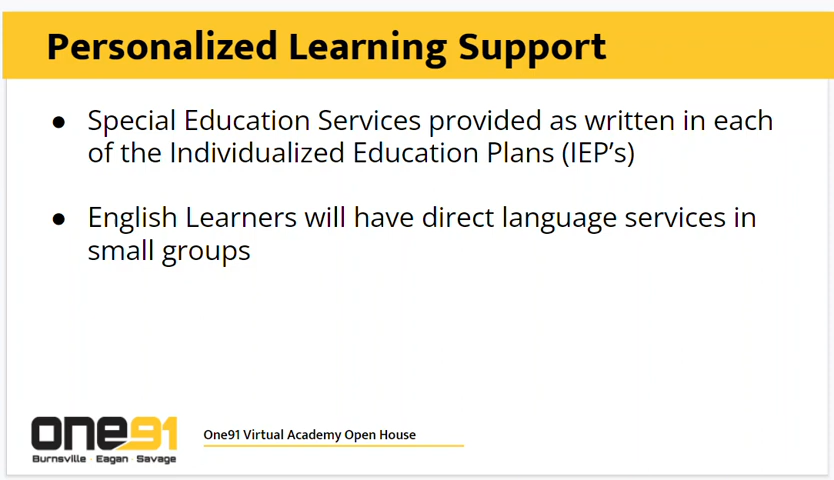 Personalized Learning Support
● Special Education Services provided as written in each
of the Individualized Education Plans (IEP’s)
● English Learners will have direct language services in
small groups
one91
Burnsville · Eagan · Savage
One91 Virtual Academy Open House